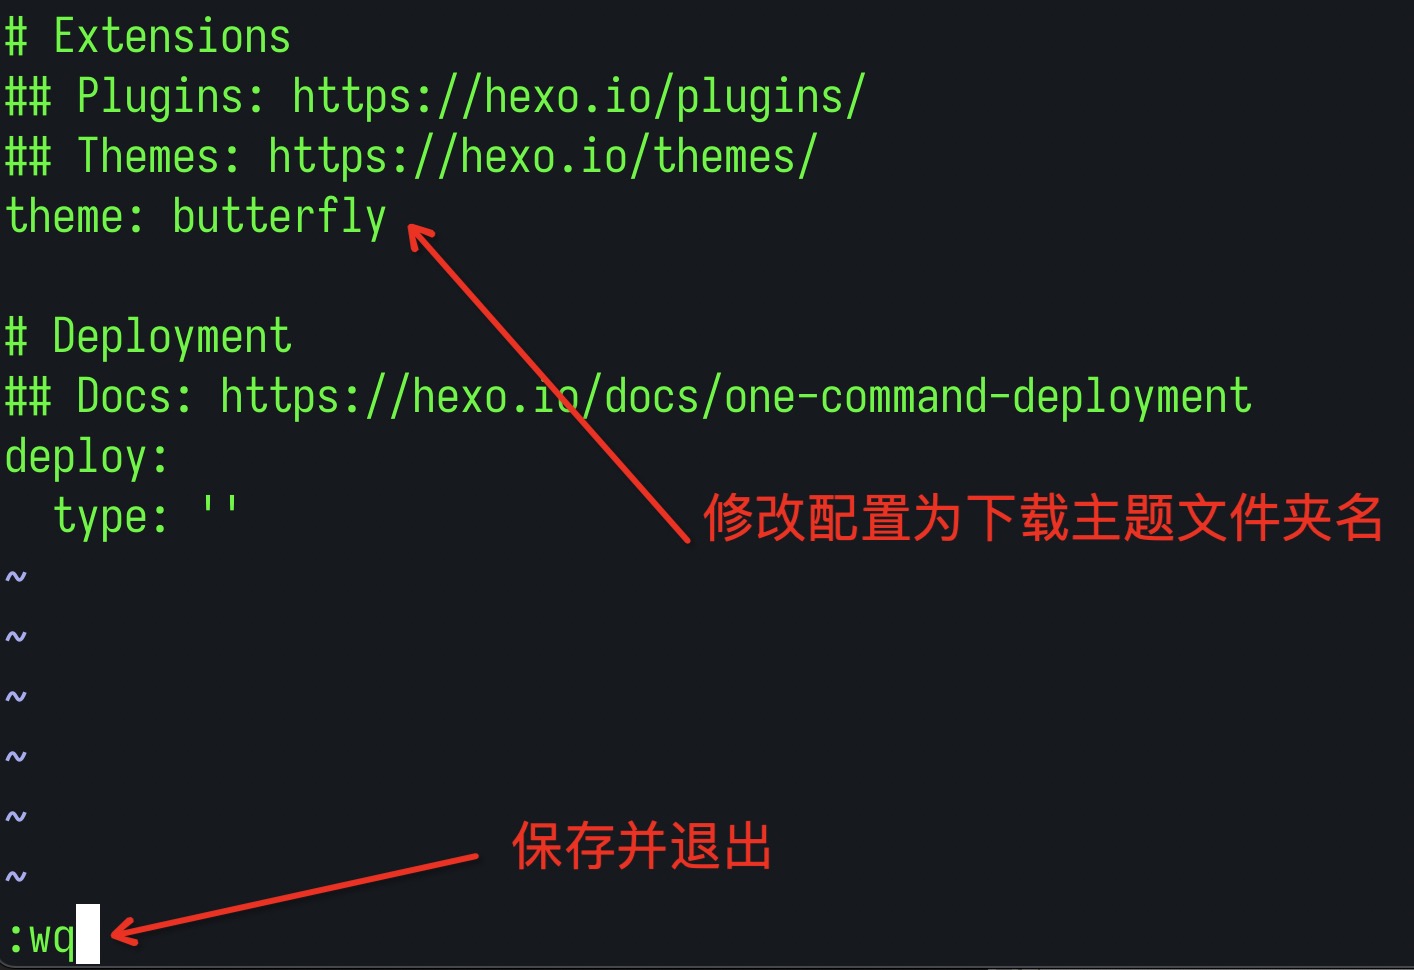 # Extensions
## Plugins: https://hexo.io/plugins/
## Themes: https://hexo.io/themes/
theme: butterfly
# Deployment
## Docs: https://hexo.io/docs/one-command-deployment
deploy:
  type: ''
修改配置为下载主题文件夹名
~
~
~
~
~
保存并退出
~
:wq